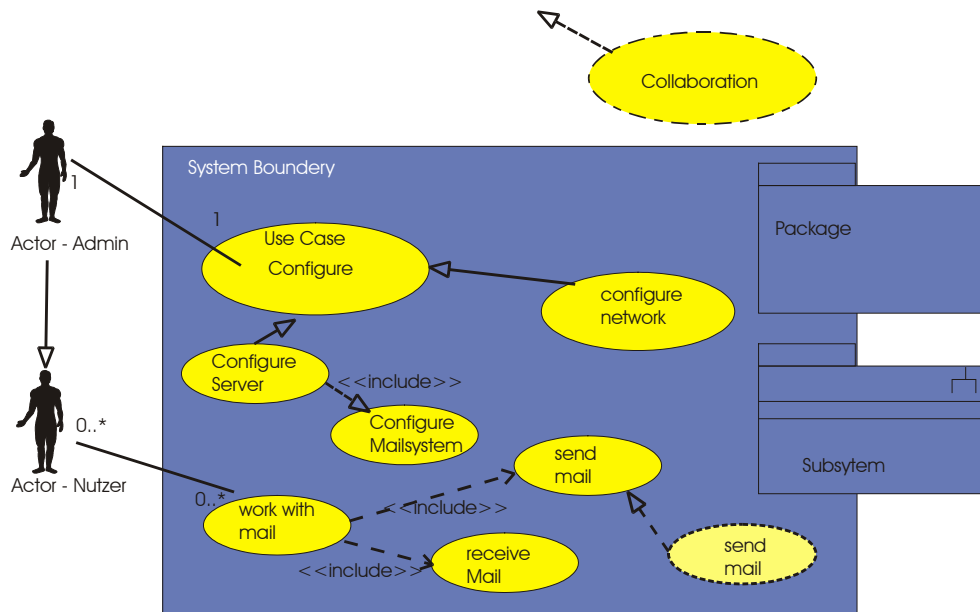 Collaboration
System Boundery
1
Actor - Admin
1
Use Case
Configure
Package
configure
network
Configure
Server
<<include>>
Configure
Mailsystem
0..*
Actor - Nutzer
0..*
work with
mail
<<include>>
send
mail
Subsytem
<<include>>
receive
Mail
send
mail